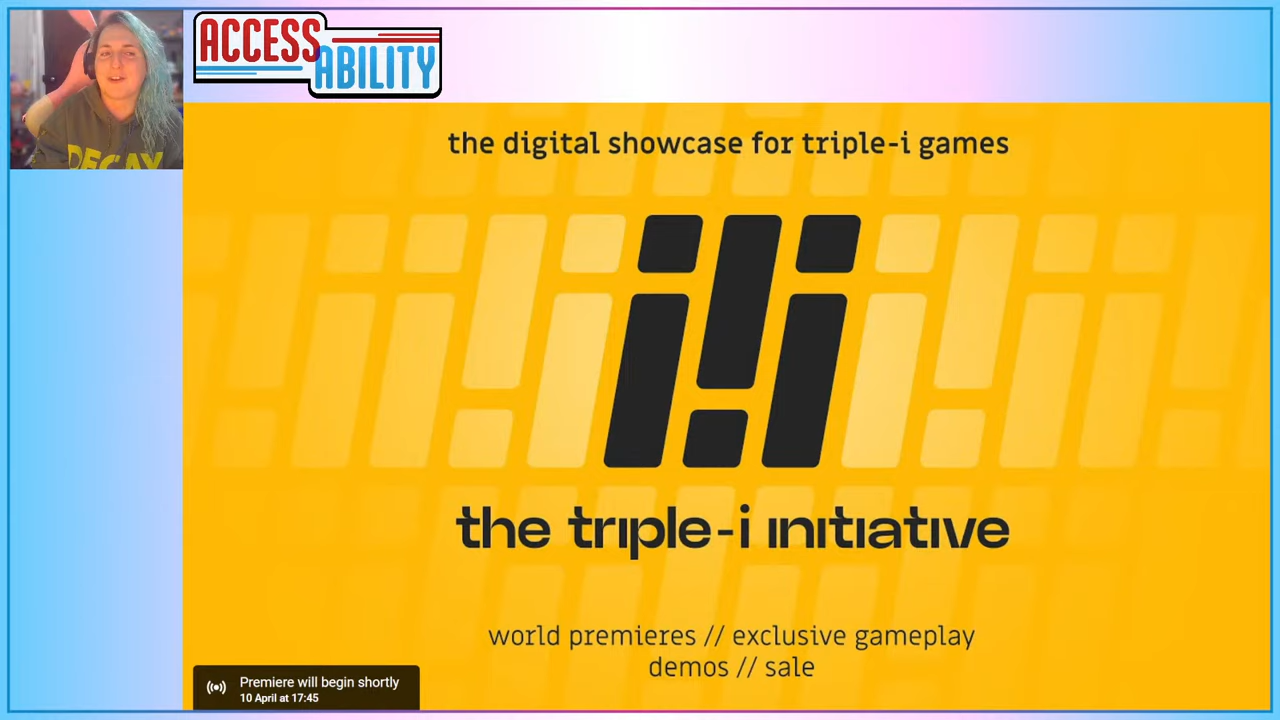 ACCESS
ABILITY
DECAY
the digital showcase for triple-i games
the triple-i initiative
world premieres // exclusive gameplay
demos // sale
Premiere will begin shortly
10 April at 17:45